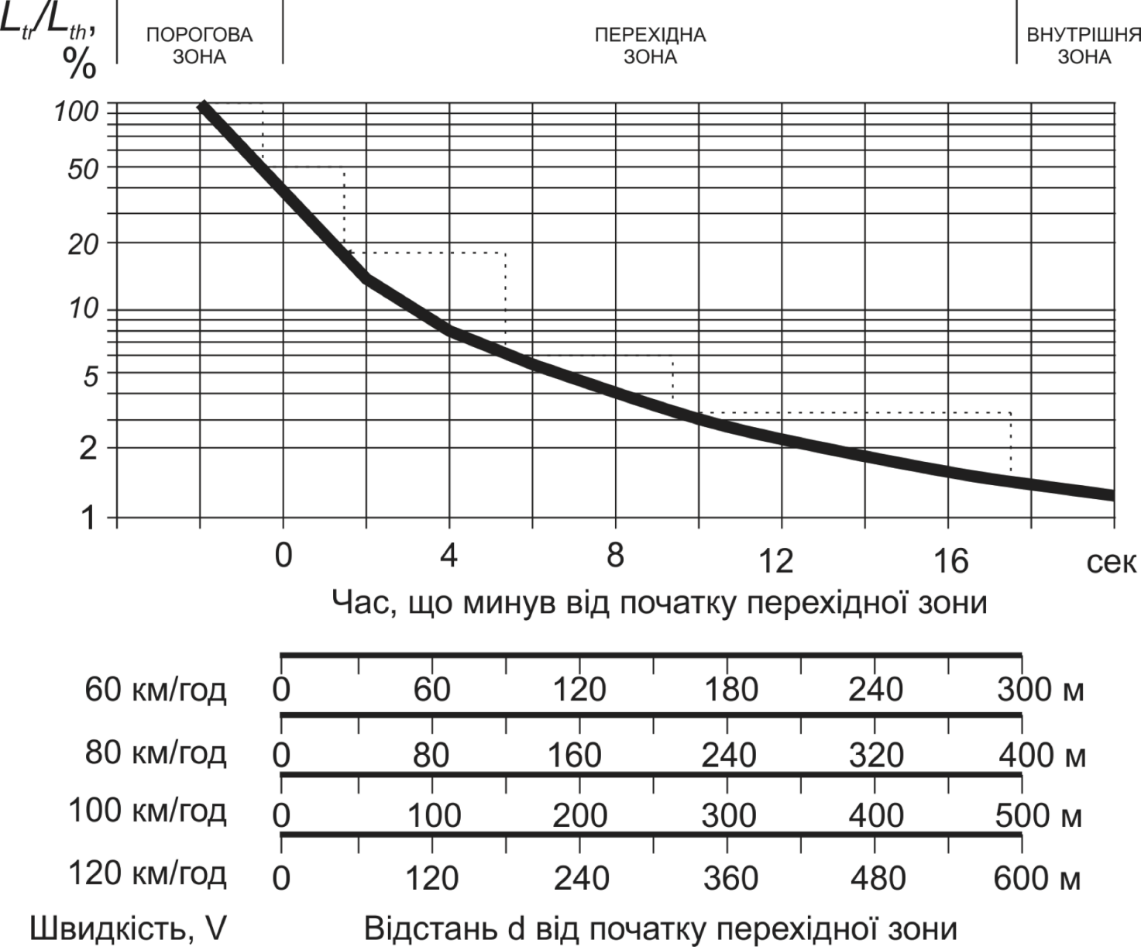 Ltr/Lth,
%
ПОРОГОВА
ЗОНА
ПЕРЕХІДНА
ЗОНА
ВНУТРІШНЯ
ЗОНА
100
50
20
10
5
2
1
0 4 8 12 16 сек
Час, що минув від початку перехідної зони
60 км/год 0 60 120 180 240 300 м
80 км/год 0 80 160 240 320 400 м
100 км/год 0 100 200 300 400 500 м
120 км/год 0 120 240 360 480 600 м
Швидкість, V Відстань d від початку перехідної зони